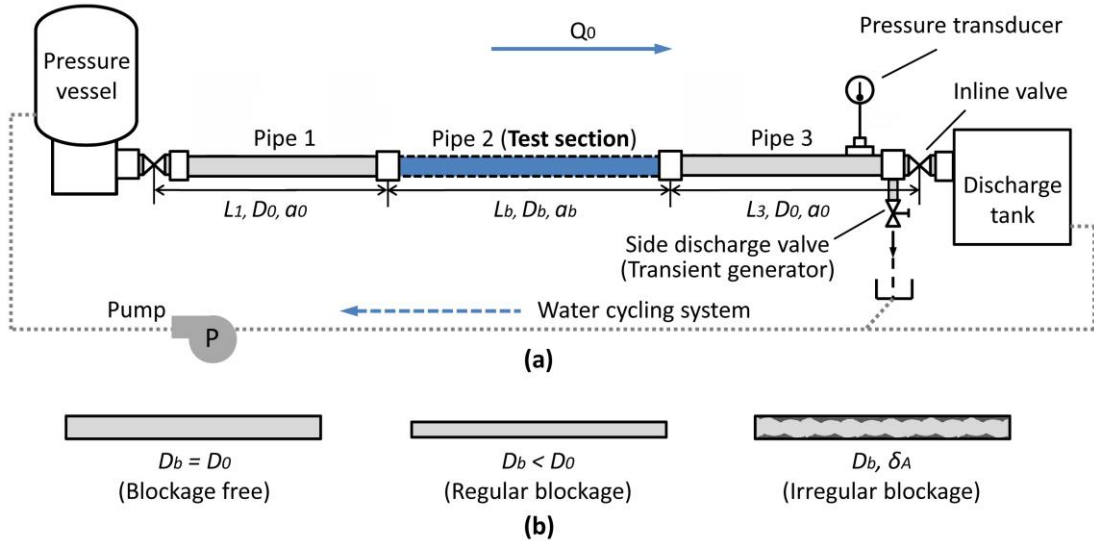 Q0
Pressure transducer
Pressure
vessel
Inline valve
Pipe 1
Pipe 2 (Test section)
Pipe 3
Discharge
tank
L1, D0, a0
Lb, Db, ab
L3, D0, a0
Side discharge valve
(Transient generator)
Pump
Water cycling system
P
(a)
Db = D0
(Blockage free)
Db < D0
(Regular blockage)
Db, δA
(Irregular blockage)
(b)